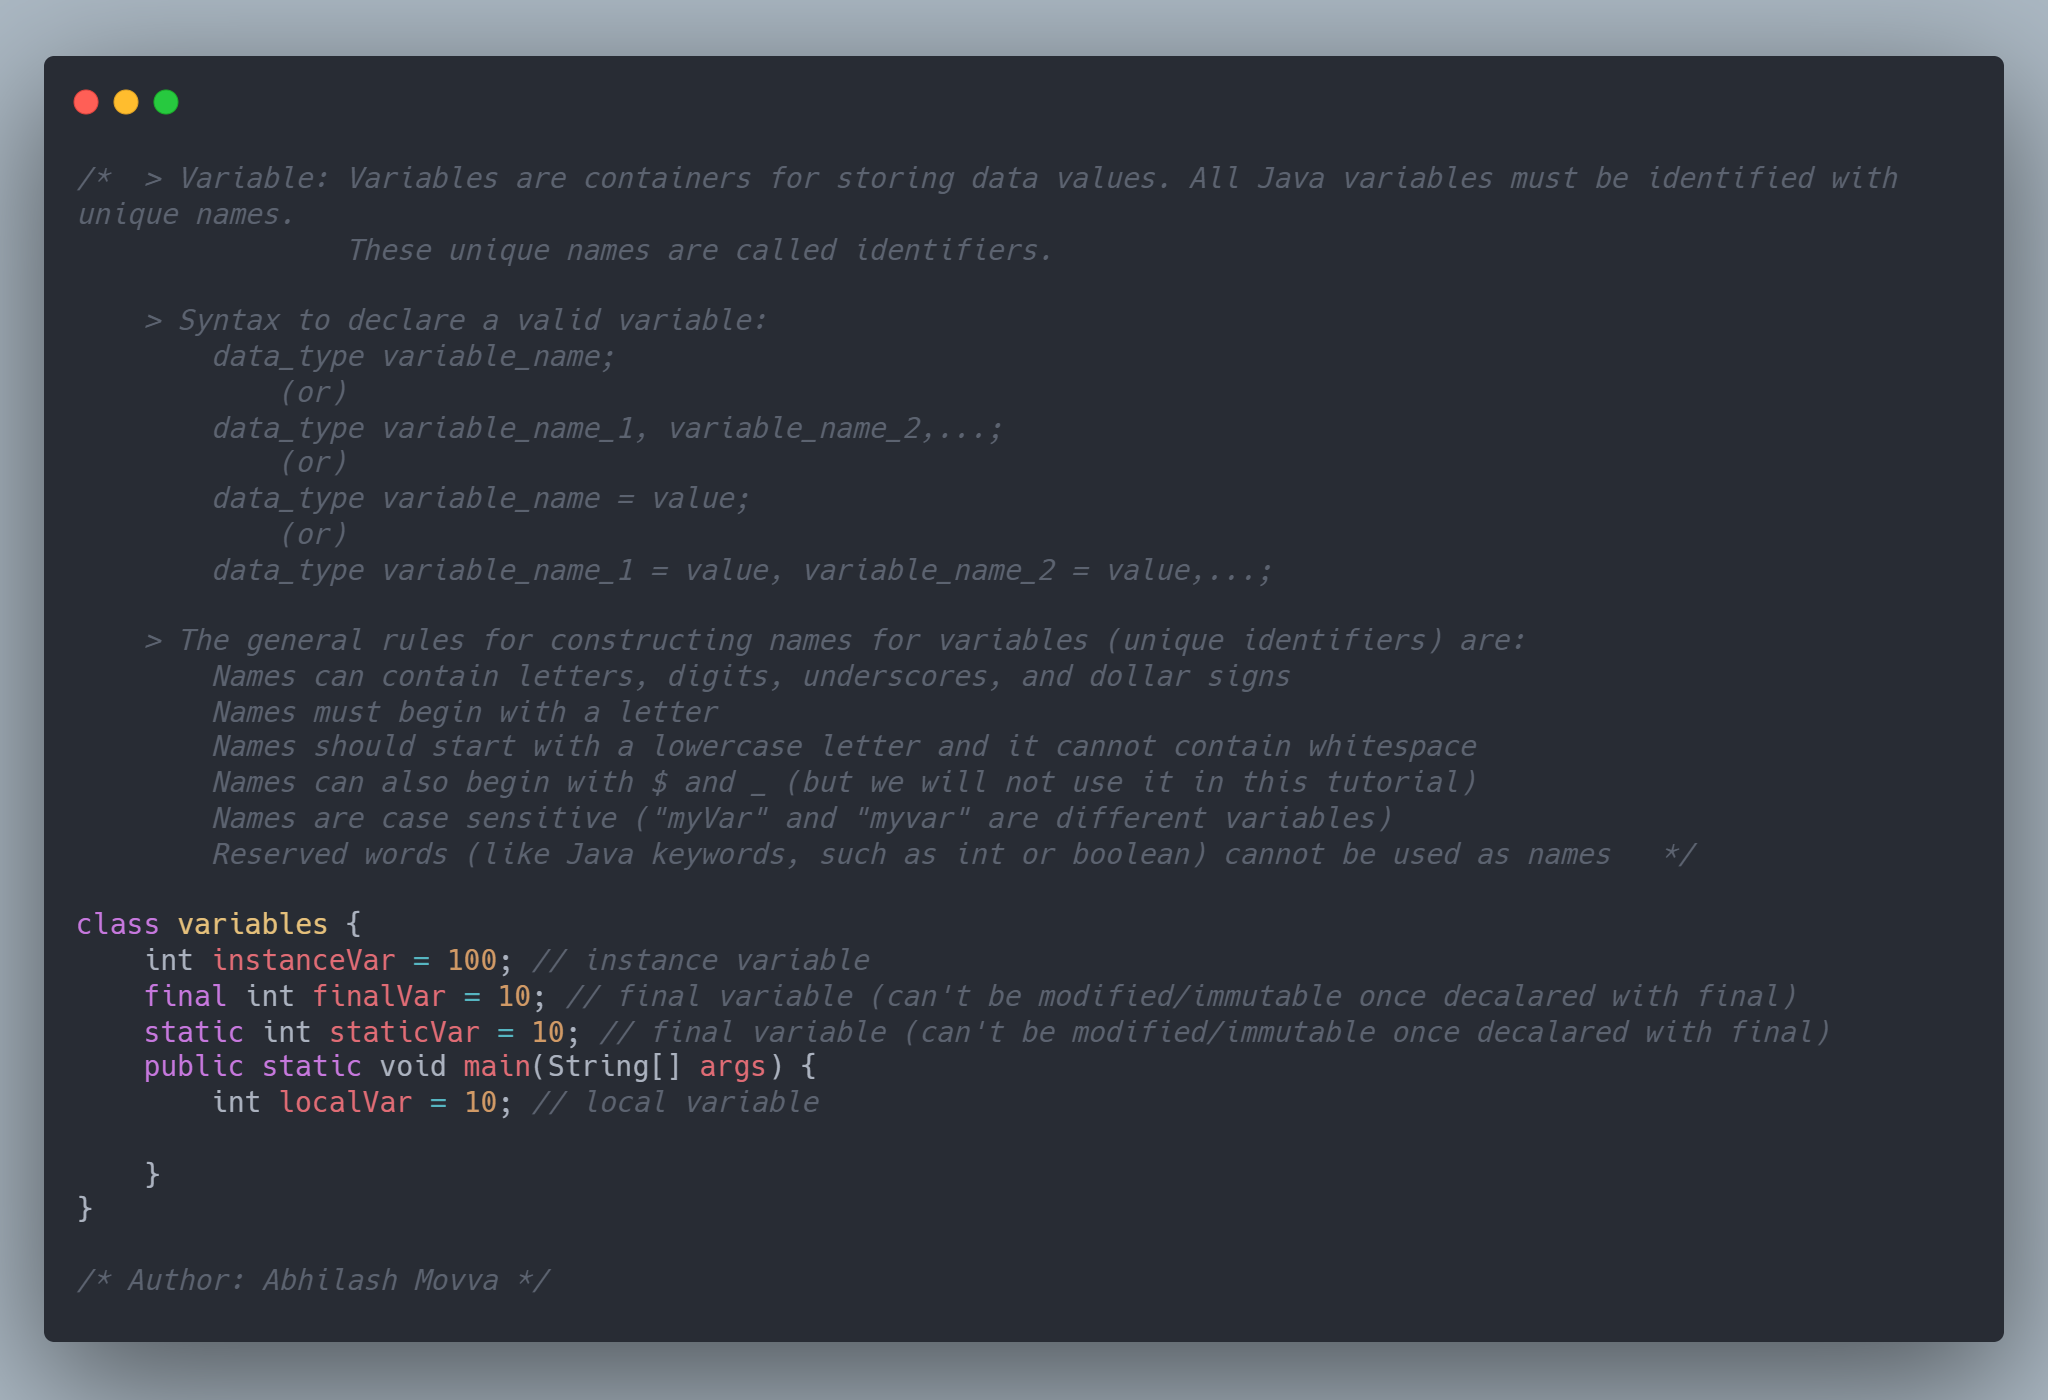 /*  > Variable: Variables are containers for storing data values. All Java variables must be identified with
unique names.
                These unique names are called identifiers.

    > Syntax to declare a valid variable:
        data_type variable_name;
            (or)
        data_type variable_name_1, variable_name_2,...;
            (or)
        data_type variable_name = value;
            (or)
        data_type variable_name_1 = value, variable_name_2 = value,...;

    > The general rules for constructing names for variables (unique identifiers) are:
        Names can contain letters, digits, underscores, and dollar signs
        Names must begin with a letter
        Names should start with a lowercase letter and it cannot contain whitespace
        Names can also begin with $ and _ (but we will not use it in this tutorial)
        Names are case sensitive ("myVar" and "myvar" are different variables)
        Reserved words (like Java keywords, such as int or boolean) cannot be used as names   */

class variables {
    int instanceVar = 100; // instance variable
    final int finalVar = 10; // final variable (can't be modified/immutable once decalared with final)
    static int staticVar = 10; // final variable (can't be modified/immutable once decalared with final)
    public static void main(String[] args) {
        int localVar = 10; // local variable

    }
}

/* Author: Abhilash Movva */